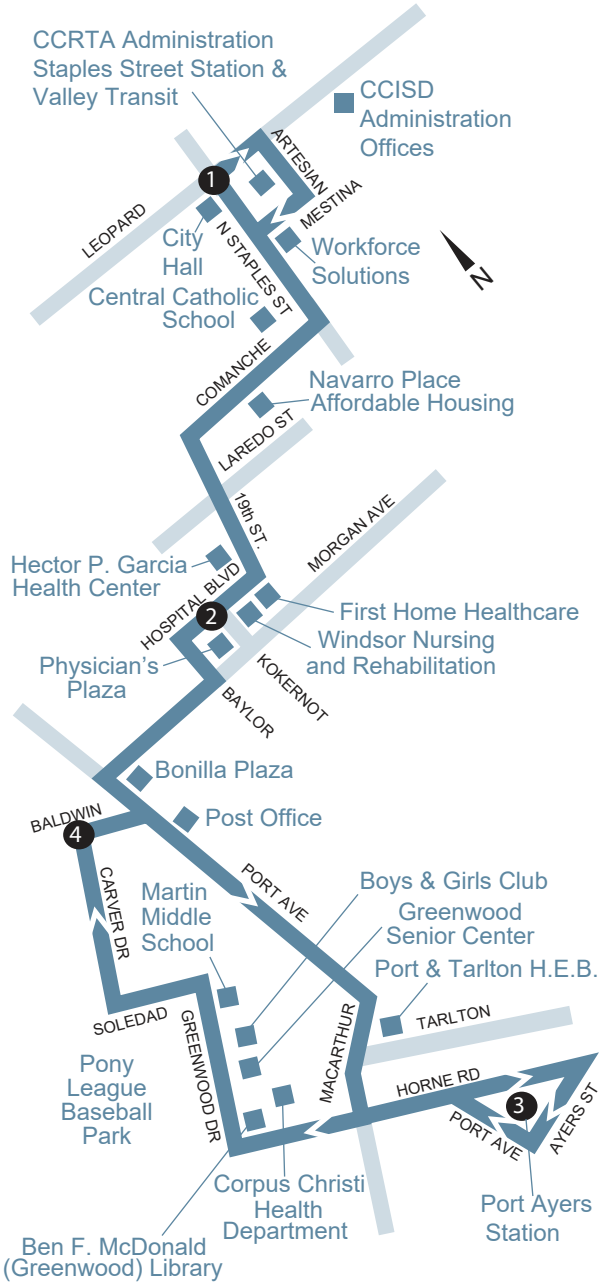 CCRTA Administration
Staples Street Station &
Valley Transit
CCISD
Administration
Offices
ARTESIAN
1
MESTINA
LEOPARD
City
Hall
N STAPLES ST
Workforce
Solutions
N
Central Catholic
School
COMANCHE
Navarro Place
Affordable Housing
LAREDO ST
19th ST.
MORGAN AVE
Hector P. Garcia
Health Center
HOSPITAL BLVD
2
First Home Healthcare
Windsor Nursing
and Rehabilitation
Physician's
Plaza
KOKERNOT
BAYLOR
Bonilla Plaza
BALDWIN
Post Office
4
CARVER DR
PORT AVE
Martin
Middle
School
Boys & Girls Club
Greenwood
Senior Center
Port & Tarlton H.E.B.
SOLEDAD
GREENWOOD DR
MACARTHUR
TARLTON
Pony
League
Baseball
Park
HORNE RD
3
PORT AVE
AYERS ST
Corpus Christi
Health
Department
Port Ayers
Station
Ben F. McDonald
(Greenwood) Library